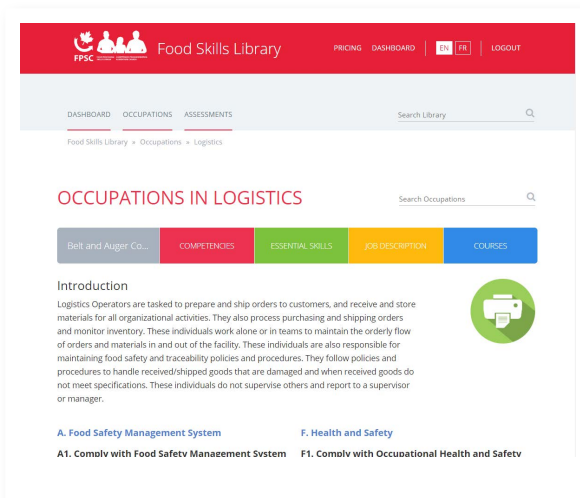 FPSC
Food Skills Library
PRICING DASHBOARD EN FR LOGOUT
DASHBOARD OCCUPATIONS ASSESSMENTS
Search Library
Food Skills Library » Occupations » Logistics
OCCUPATIONS IN LOGISTICS
Search Occupations
Belt and Auger Co... COMPETENCIES ESSENTIAL SKILLS JOB DESCRIPTION COURSES
Introduction
Logistics Operators are tasked to prepare and ship orders to customers, and receive and store
materials for all organizational activities. They also process purchasing and shipping orders
and monitor inventory. These individuals work alone or in teams to maintain the orderly flow
of orders and materials in and out of the facility. These individuals are also responsible for
maintaining food safety and traceability policies and procedures. They follow policies and
procedures to handle received/shipped goods that are damaged and when received goods do
not meet specifications. These individuals do not supervise others and report to a supervisor
or manager.
A. Food Safety Management System
A1. Comply with Food Safety Management System
F. Health and Safety
F1. Comply with Occupational Health and Safety